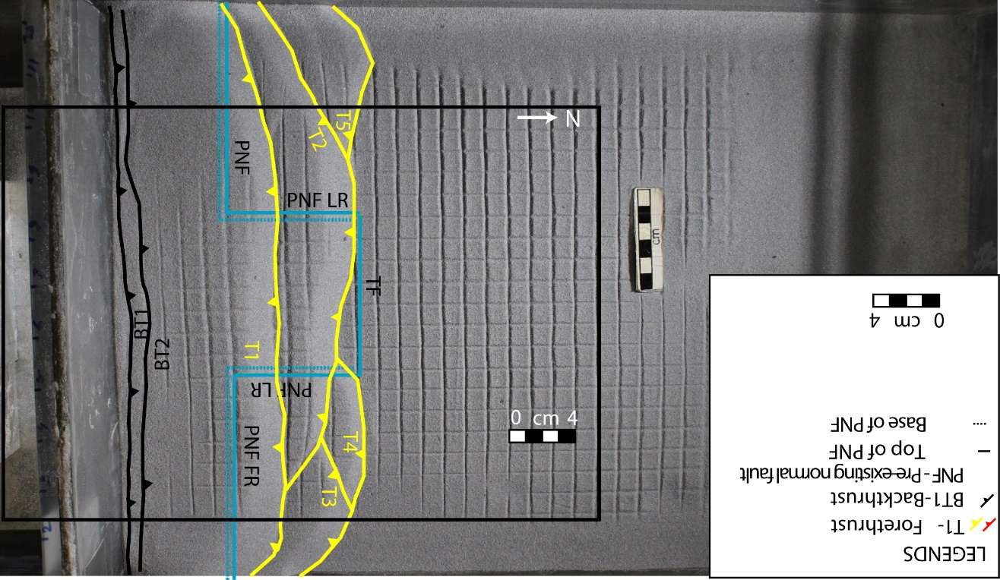 T5
N
T2
PNF
PNF LR
cm
TF
BT1
BT2
T1
PNF LR
0 cm 4
PNF FR
T4
T3
LEGENDS
T1- Forethrust
BT1-Backthrust
PNF-Pre-existing normal fault
Top of PNF
Base of PNF
0 cm 4